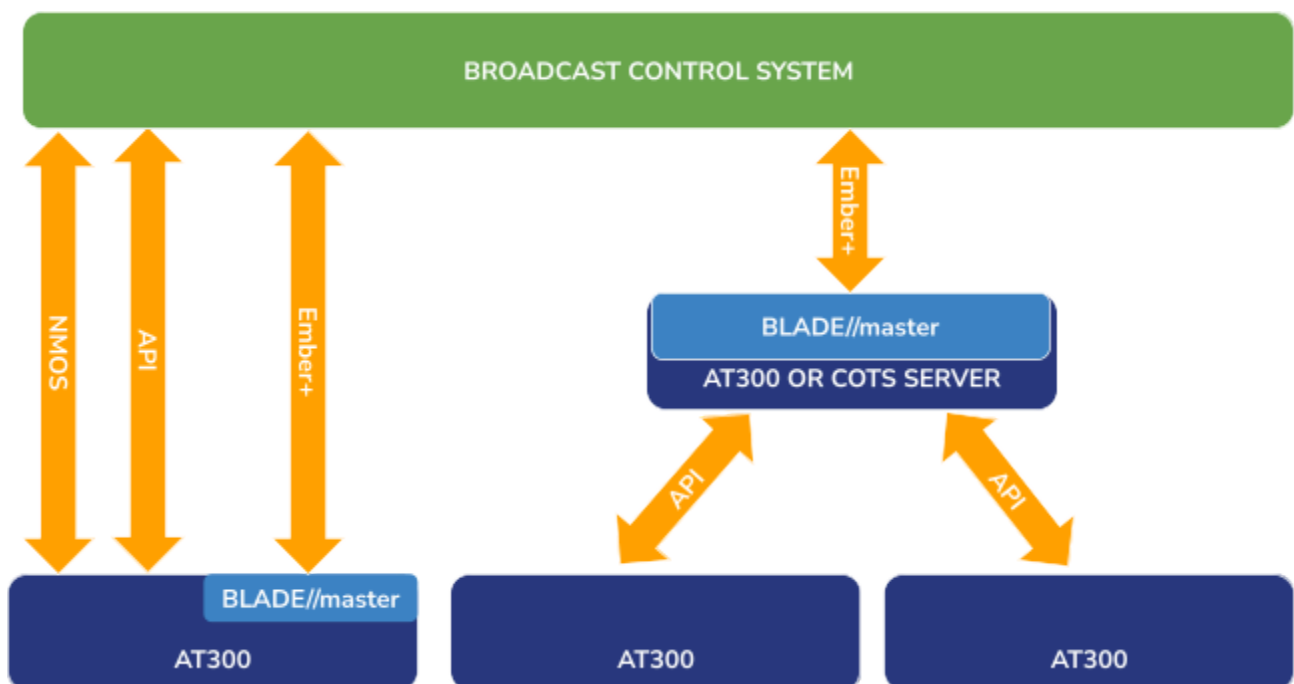 BROADCAST CONTROL SYSTEM
NMOS
API
Ember+
Ember+
BLADE//master
AT300 OR COTS SERVER
API
API
BLADE//master
AT300
AT300
AT300